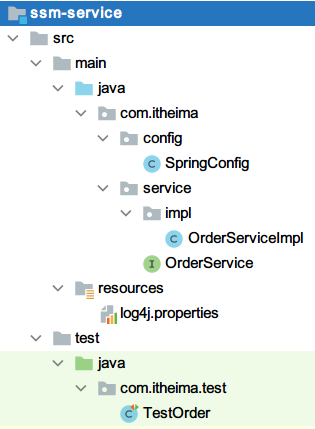 ssm-service
src
main
java
com.itheima
config
SpringConfig
service
impl
OrderServiceImpl
OrderService
resources
log4j.properties
test
java
com.itheima.test
TestOrder